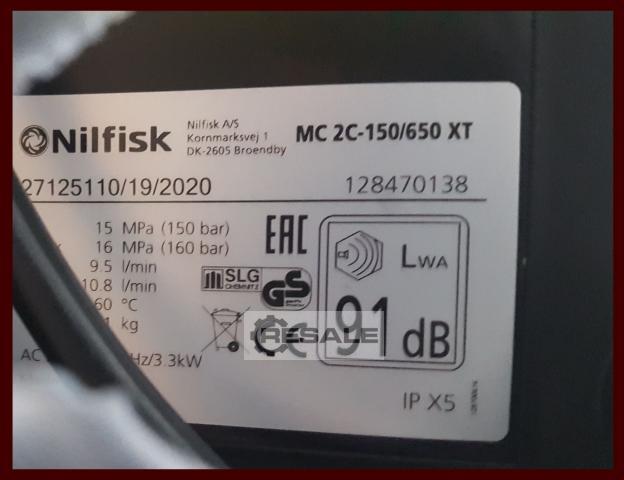 Nilfisk
Nilfisk A/S
Kornmarksvej 1
DK-2605 Broendby
MC 2C-150/650 XT
27125110/19/2020 128470138
15 MPa (150 bar)
16 MPa (160 bar)
9.5 l/min
10.8 l/min
60 °C
kg
AC Hz/3.3kW
EAC
SLG
CHEMNITZ
GS
CE
RESALE
LWA
91 dB
IP X5